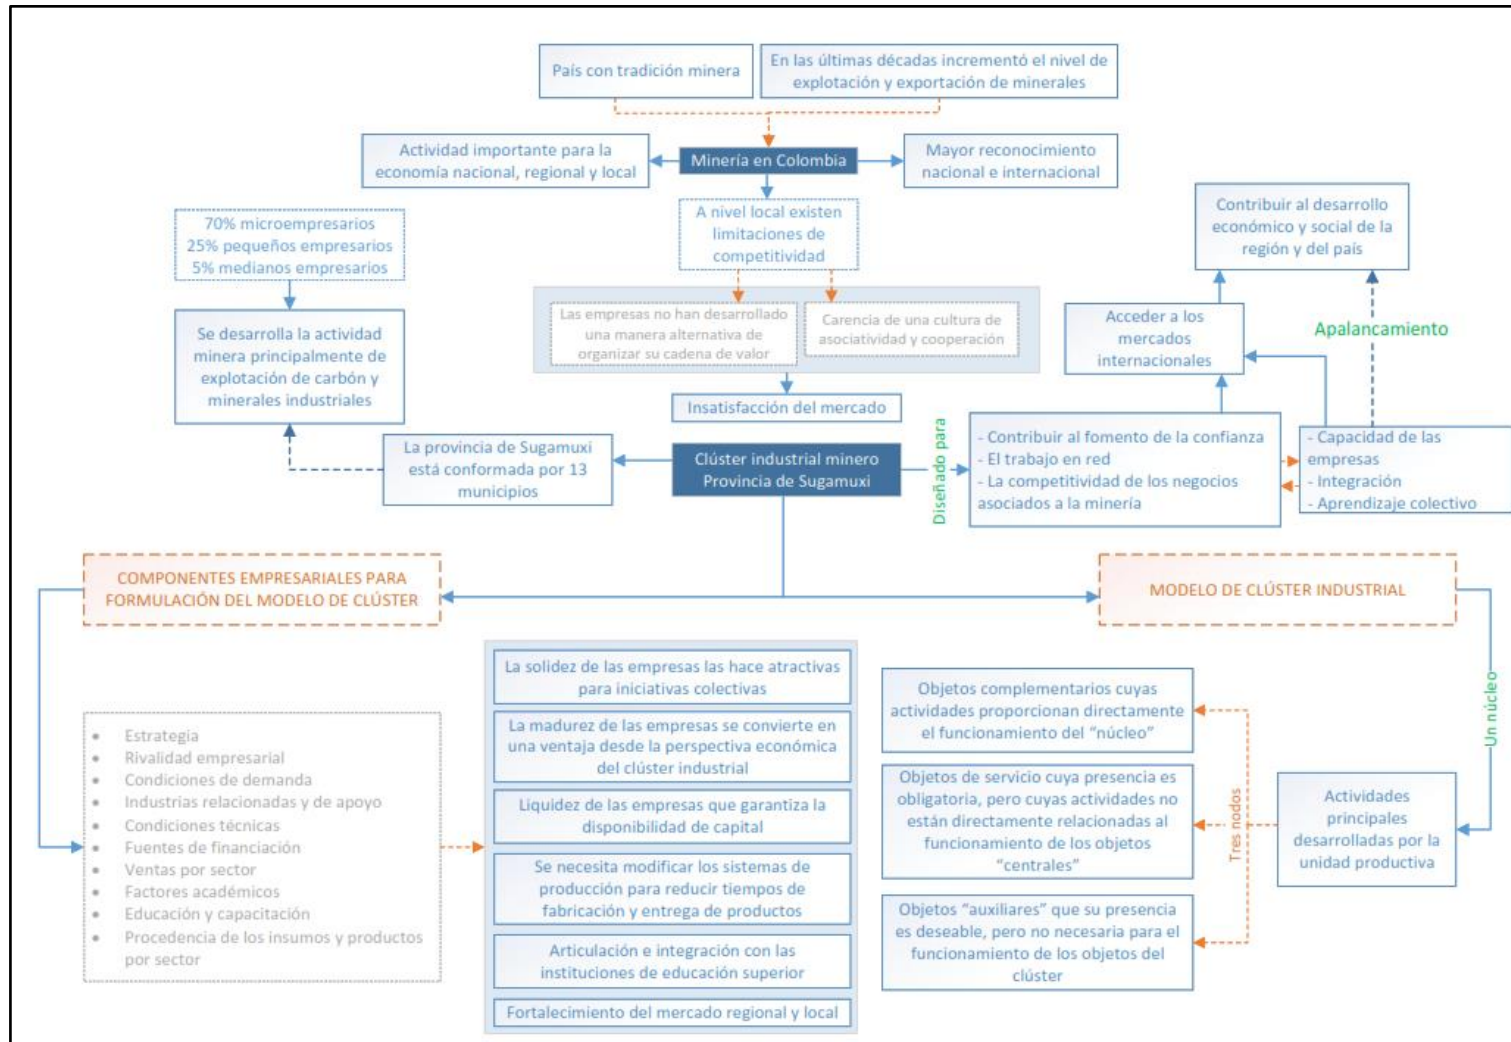 País con tradición minera
En las últimas décadas incrementó el nivel de
explotación y exportación de minerales
Actividad importante para la
economía nacional, regional y local
Minería en Colombia
Mayor reconocimiento
nacional e internacional
70% microempresarios
25% pequeños empresarios
5% medianos empresarios
A nivel local existen
limitaciones de
competitividad
Contribuir al desarrollo
económico y social de la
región y del país
Se desarrolla la actividad
minera principalmente de
explotación de carbón y
minerales industriales
Las empresas no han desarrollado
una manera alternativa de
organizar su cadena de valor
Carencia de una cultura de
asociatividad y cooperación
Acceder a los
mercados
internacionales
Apalancamiento
Insatisfacción del mercado
La provincia de Sugamuxi
está conformada por 13
municipios
Clúster industrial minero
Provincia de Sugamuxi
Diseñado para
- Contribuir al fomento de la confianza
- El trabajo en red
- La competitividad de los negocios
asociados a la minería
- Capacidad de las
empresas
- Integración
- Aprendizaje colectivo
COMPONENTES EMPRESARIALES PARA
FORMULACIÓN DEL MODELO DE CLÚSTER
MODELO DE CLÚSTER INDUSTRIAL
• Estrategia
• Rivalidad empresarial
• Condiciones de demanda
• Industrias relacionadas y de apoyo
• Condiciones técnicas
• Fuentes de financiación
• Ventas por sector
• Factores académicos
• Educación y capacitación
• Procedencia de los insumos y productos
por sector
La solidez de las empresas las hace atractivas
para iniciativas colectivas
La madurez de las empresas se convierte en
una ventaja desde la perspectiva económica
del clúster industrial
Liquidez de las empresas que garantiza la
disponibilidad de capital
Se necesita modificar los sistemas de
producción para reducir tiempos de
fabricación y entrega de productos
Articulación e integración con las
instituciones de educación superior
Fortalecimiento del mercado regional y local
Objetos complementarios cuyas
actividades proporcionan directamente
el funcionamiento del “núcleo”
Objetos de servicio cuya presencia es
obligatoria, pero cuyas actividades no
están directamente relacionadas al
funcionamiento de los objetos
“centrales”
Objetos “auxiliares” que su presencia
es deseable, pero no necesaria para el
funcionamiento de los objetos del
clúster
Tres nodos
Actividades
principales
desarrolladas por la
unidad productiva
Un núcleo